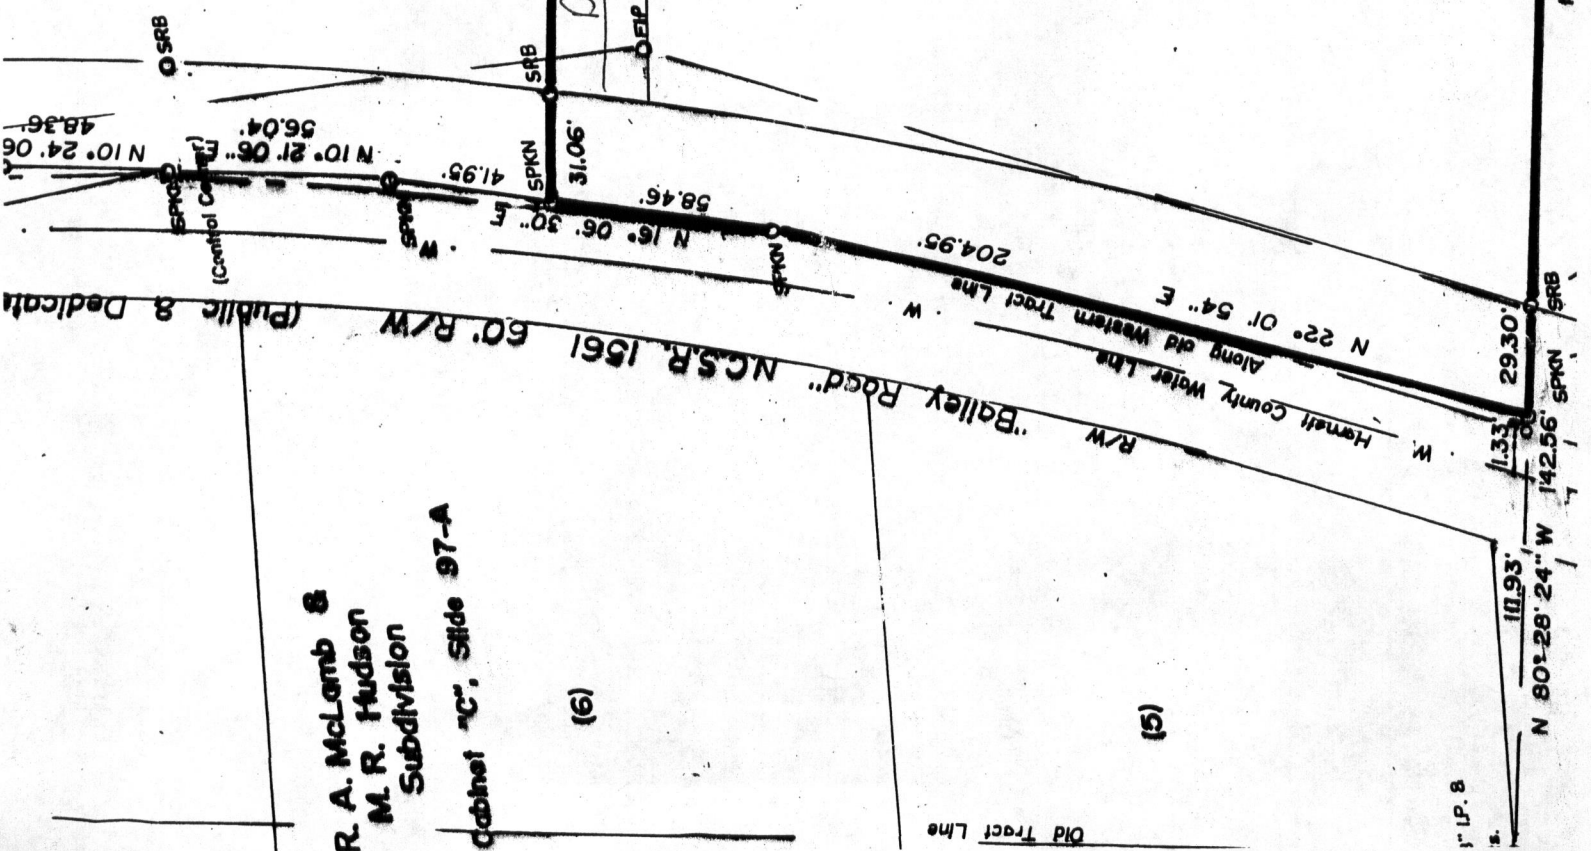 SRB
SRB
EIP
48.36'
N 10° 24' 06
56.04'
N 10° 21' 06" E
41.95'
SPKN
31.06'
58.46'
N 16° 06' 30" E
SPKN
(Control Corner)
SPKN
SPKN
W
W
W
204.95'
N 22° 01' 54" E
Along old Western Tract Line
Harnett County Water Line
(Public & Dedicate
N.C.S.R. 1561 60' R/W
"Bailey Road"
R/W
SRB
29.30'
SPKN
1.33'
142.56'
111.93'
N 80°-28' 24" W
R. A. McLamb &
M. R. Hudson
Subdivision
Cabinet "C", Slide 97-A
(6)
(5)
Old Tract Line
" I.P. &
s.